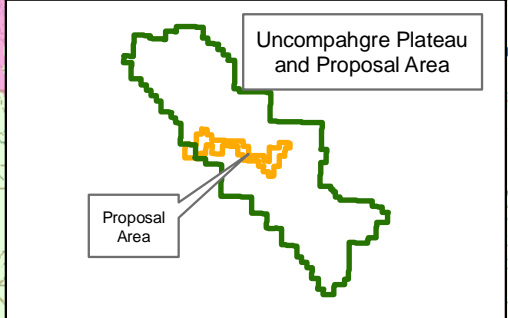 Uncompahgre Plateau
and Proposal Area
Proposal
Area